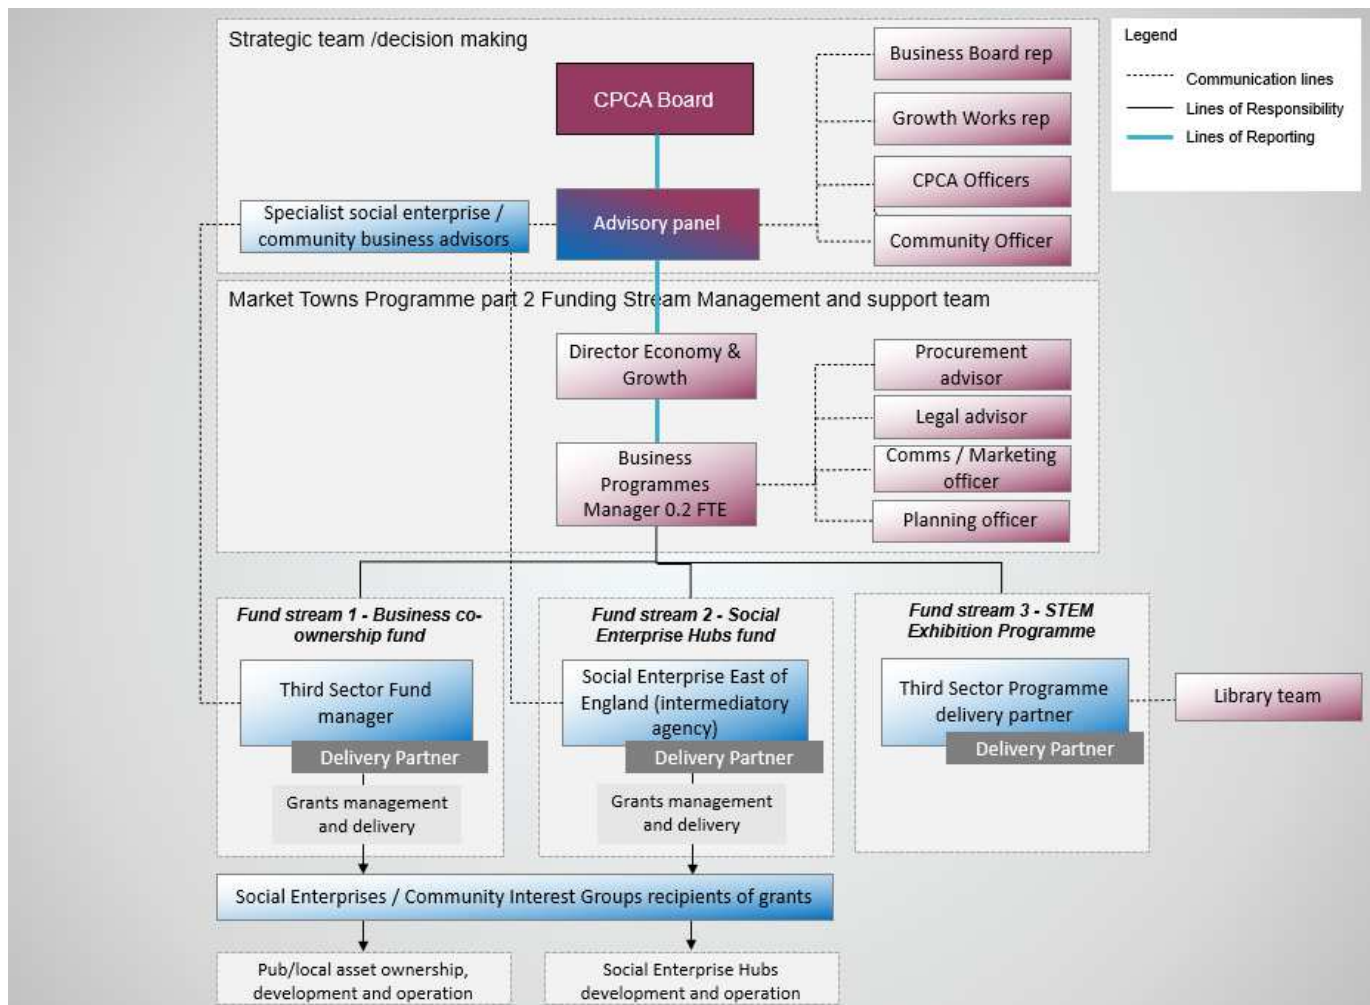 Strategic team /decision making
CPCA Board
Advisory panel
Specialist social enterprise /
community business advisors
Business Board rep
Growth Works rep
CPCA Officers
Community Officer
Legend
Communication lines
Lines of Responsibility
Lines of Reporting
Market Towns Programme part 2 Funding Stream Management and support team
Director Economy &
Growth
Business
Programmes
Manager 0.2 FTE
Procurement
advisor
Legal advisor
Comms / Marketing
officer
Planning officer
Fund stream 1 - Business co-
ownership fund
Third Sector Fund
manager
Delivery Partner
Grants management
and delivery
Fund stream 2 - Social
Enterprise Hubs fund
Social Enterprise East of
England (intermediatory
agency)
Delivery Partner
Grants management
and delivery
Fund stream 3 - STEM
Exhibition Programme
Third Sector Programme
delivery partner
Delivery Partner
Library team
Social Enterprises / Community Interest Groups recipients of grants
Pub/local asset ownership,
development and operation
Social Enterprise Hubs
development and operation